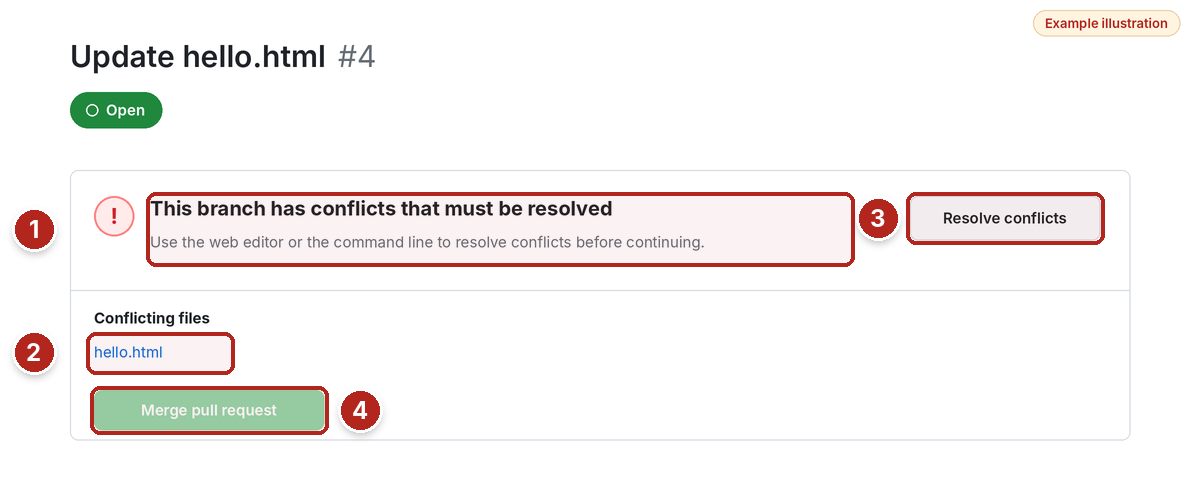 Example illustration
Update hello.html #4
Open
1
!
This branch has conflicts that must be resolved
Use the web editor or the command line to resolve conflicts before continuing.
3
Resolve conflicts
Conflicting files
2
hello.html
Merge pull request
4